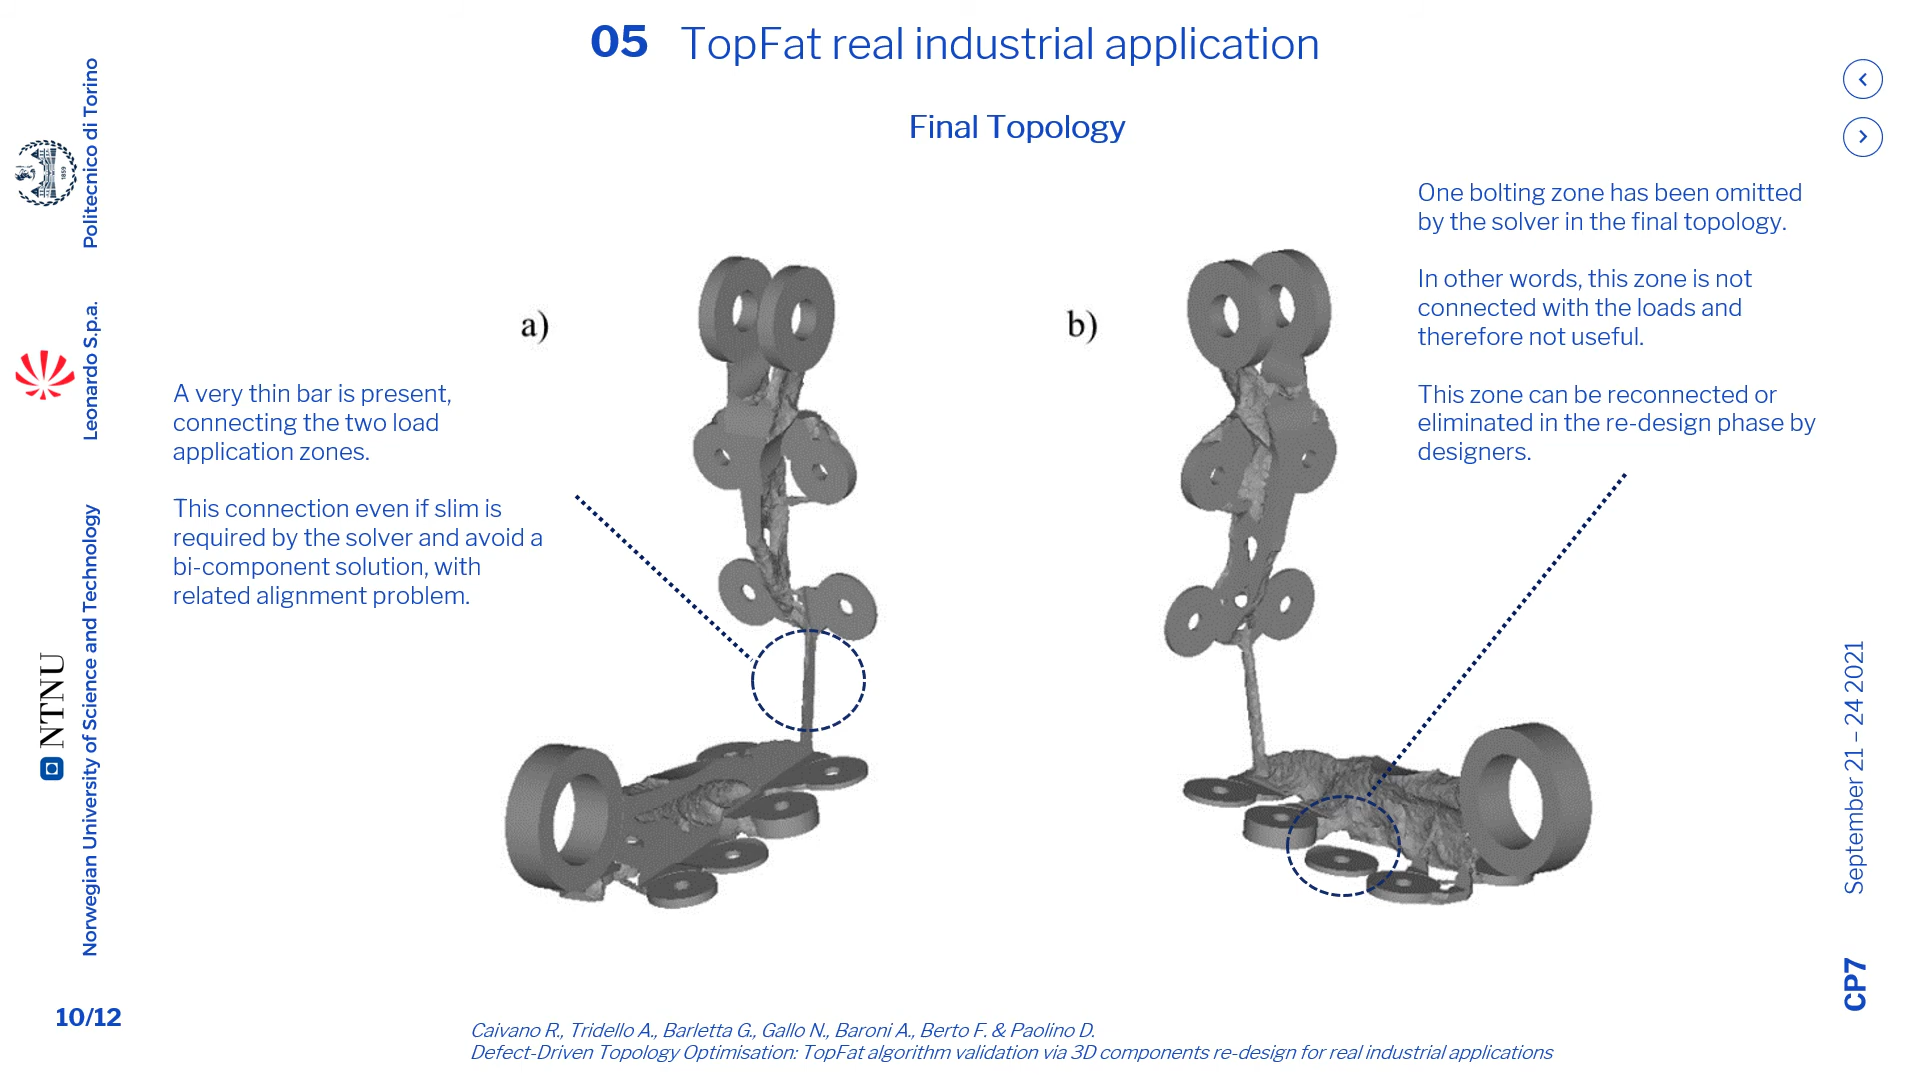 05 TopFat real industrial application
Final Topology
Politecnico di Torino
1859
Leonardo S.p.a.
NTNU
Norwegian University of Science and Technology
10/12
a)
A very thin bar is present,
connecting the two load
application zones.
This connection even if slim is
required by the solver and avoid a
bi-component solution, with
related alignment problem.
b)
One bolting zone has been omitted
by the solver in the final topology.
In other words, this zone is not
connected with the loads and
therefore not useful.
This zone can be reconnected or
eliminated in the re-design phase by
designers.
September 21 – 24 2021
CP7
Caivano R., Tridello A., Barletta G., Gallo N., Baroni A., Berto F. & Paolino D.
Defect-Driven Topology Optimisation: TopFat algorithm validation via 3D components re-design for real industrial applications